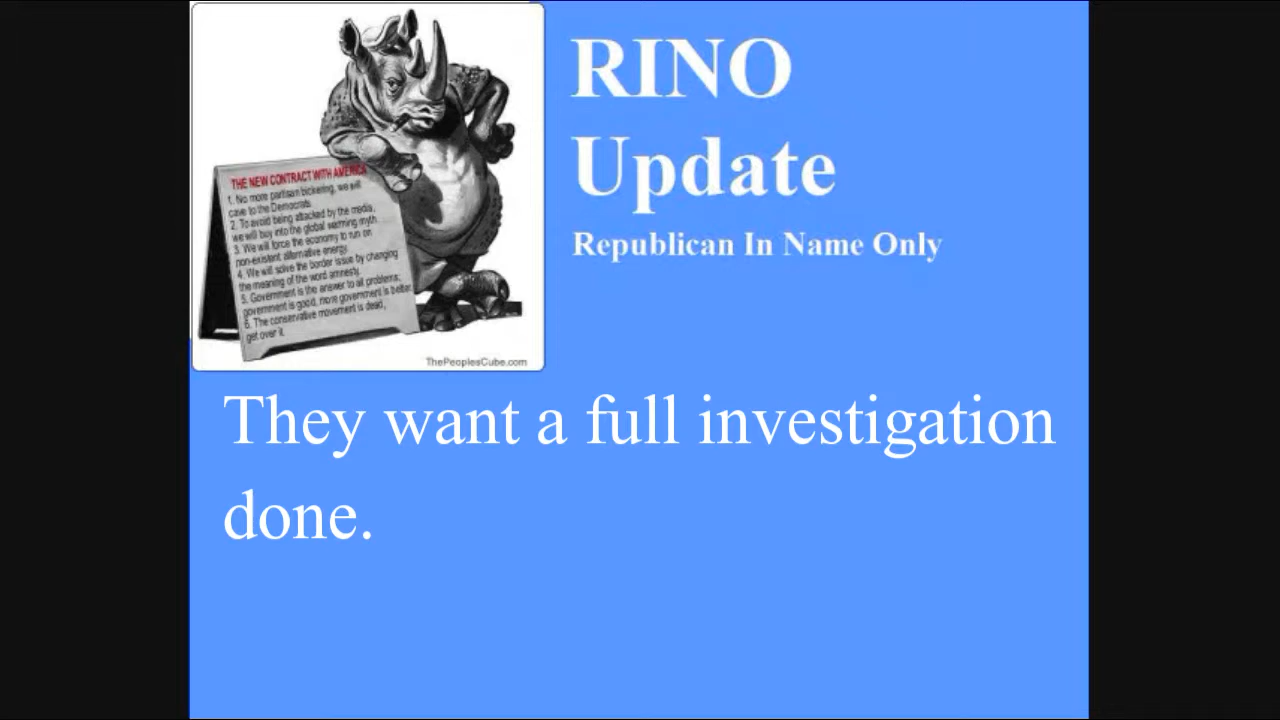 RINO
Update
Republican In Name Only
THE NEW CONTRACT WITH AMERICA
1. No more partisan bickering, we will
cave to the Democrats.
2. To avoid being attacked by the media,
we will buy into the global warming myth.
3. We will force the economy to run on
non-existent alternative energy.
4. We will solve the border issue by changing
the meaning of the word amnesty.
5. Government is the answer to all problems;
government is good, more government is better.
6. The conservative movement is dead,
get over it.
ThePeoplesCube.com
They want a full investigation
done.